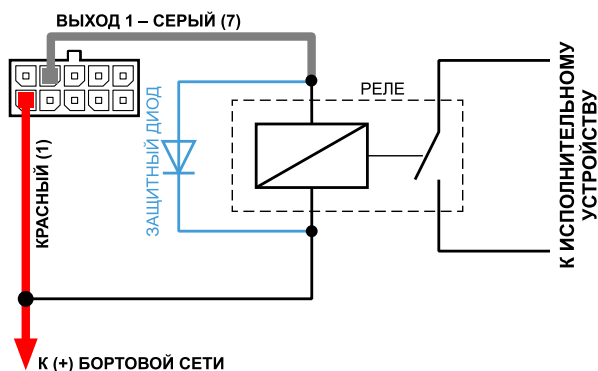 ВЫХОД 1 – СЕРЫЙ (7)
РЕЛЕ
ЗАЩИТНЫЙ ДИОД
КРАСНЫЙ (1)
К ИСПОЛНИТЕЛЬНОМУ
УСТРОЙСТВУ
К (+) БОРТОВОЙ СЕТИ